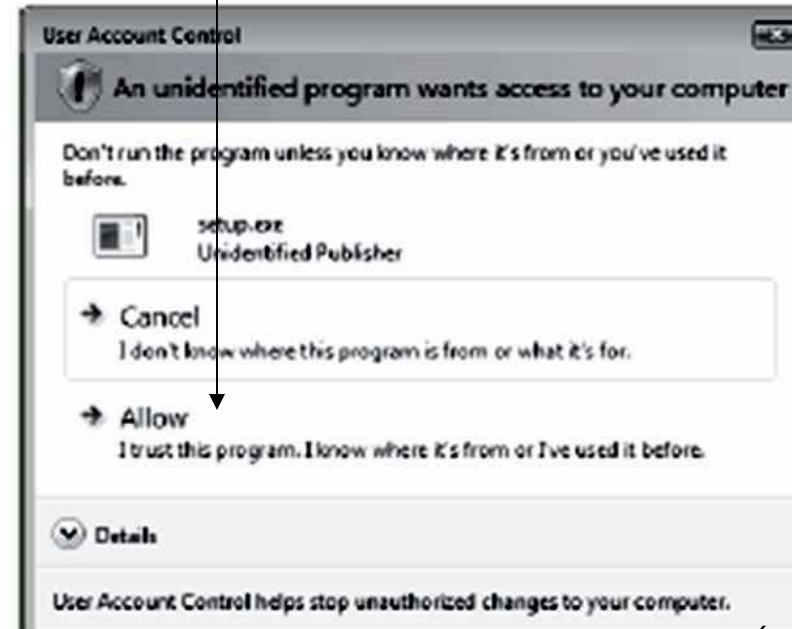 User Account Control
An unidentified program wants access to your computer
Don't run the program unless you know where it's from or you've used it
before.
setup.exe
Unidentified Publisher
Cancel
I don't know where this program is from or what it's for.
Allow
I trust this program. I know where it's from or I've used it before.
Details
User Account Control helps stop unauthorized changes to your computer.